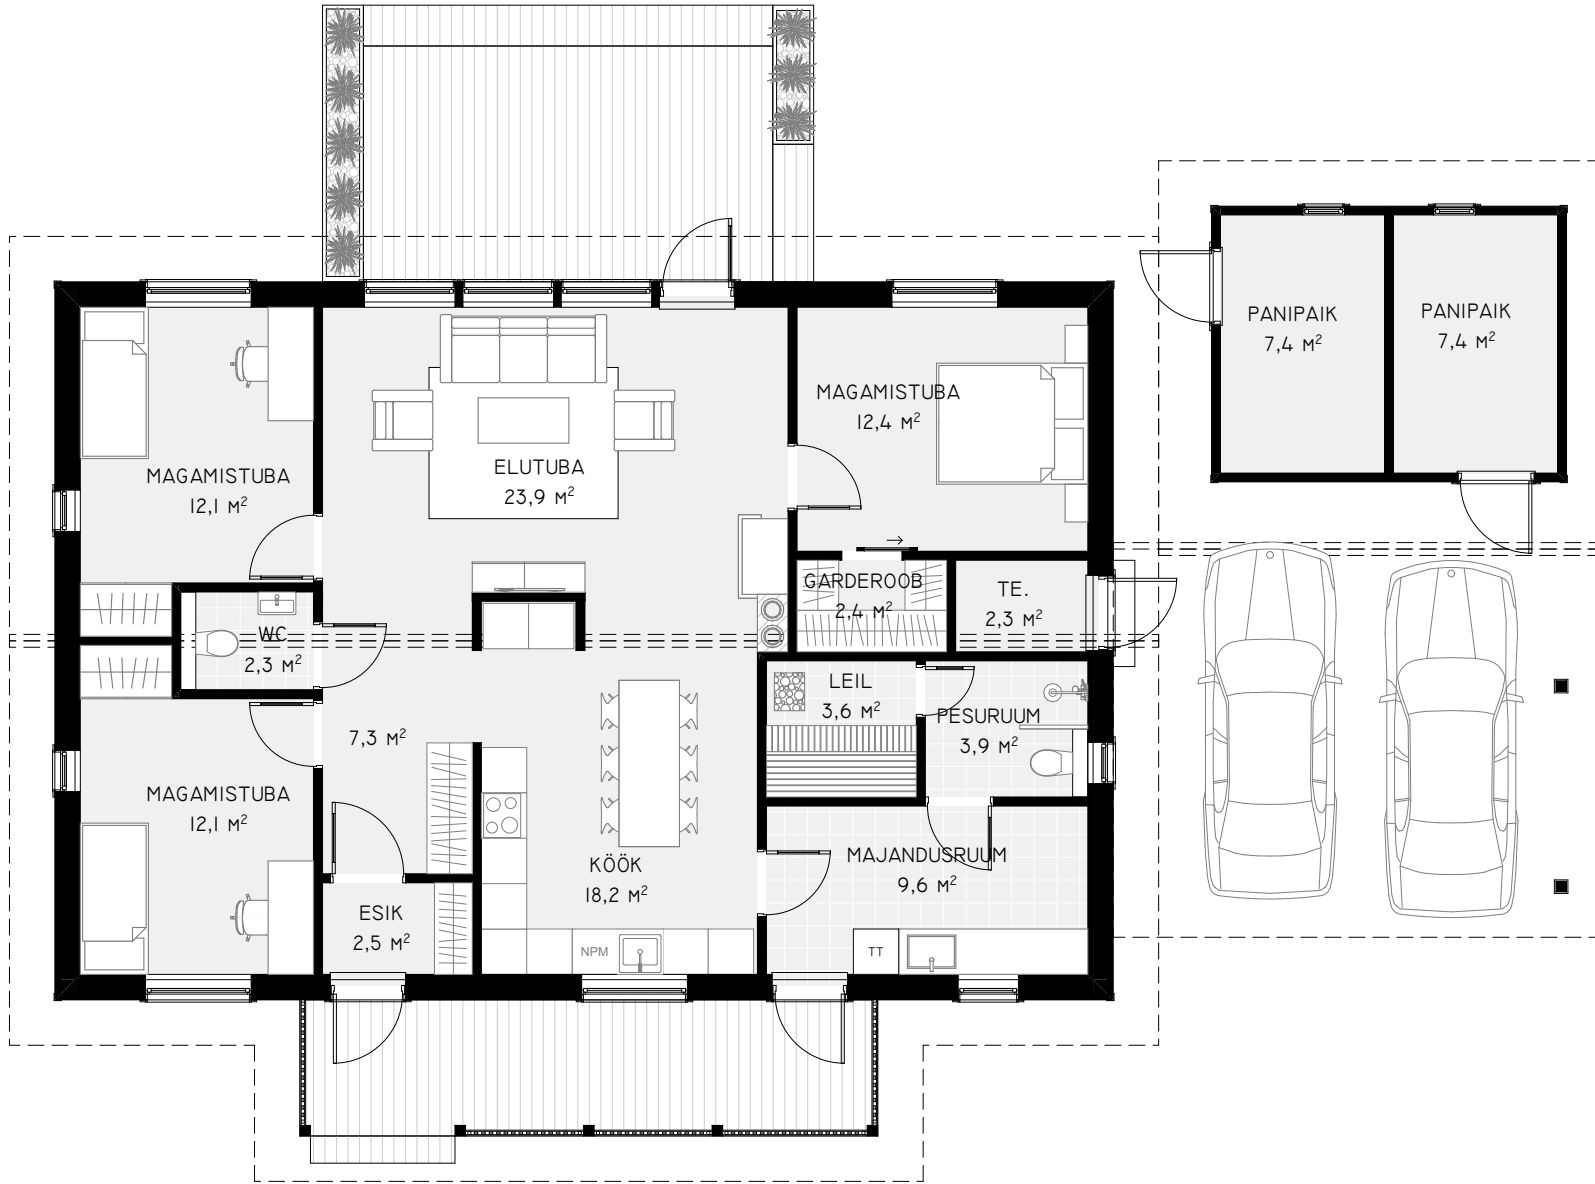 PANIPAIK
7,4 M²
PANIPAIK
7,4 M²
MAGAMISTUBA
12,4 M²
ELUTUBA
23,9 M²
MAGAMISTUBA
12,1 M²
GARDEROOB
2,4 M²
TE.
2,3 M²
WC
2,3 M²
LEIL
3,6 M²
PESURUUM
3,9 M²
7,3 M²
MAGAMISTUBA
12,1 M²
KÖÖK
18,2 M²
MAJANDUSRUUM
9,6 M²
ESIK
2,5 M²
NPM
TT